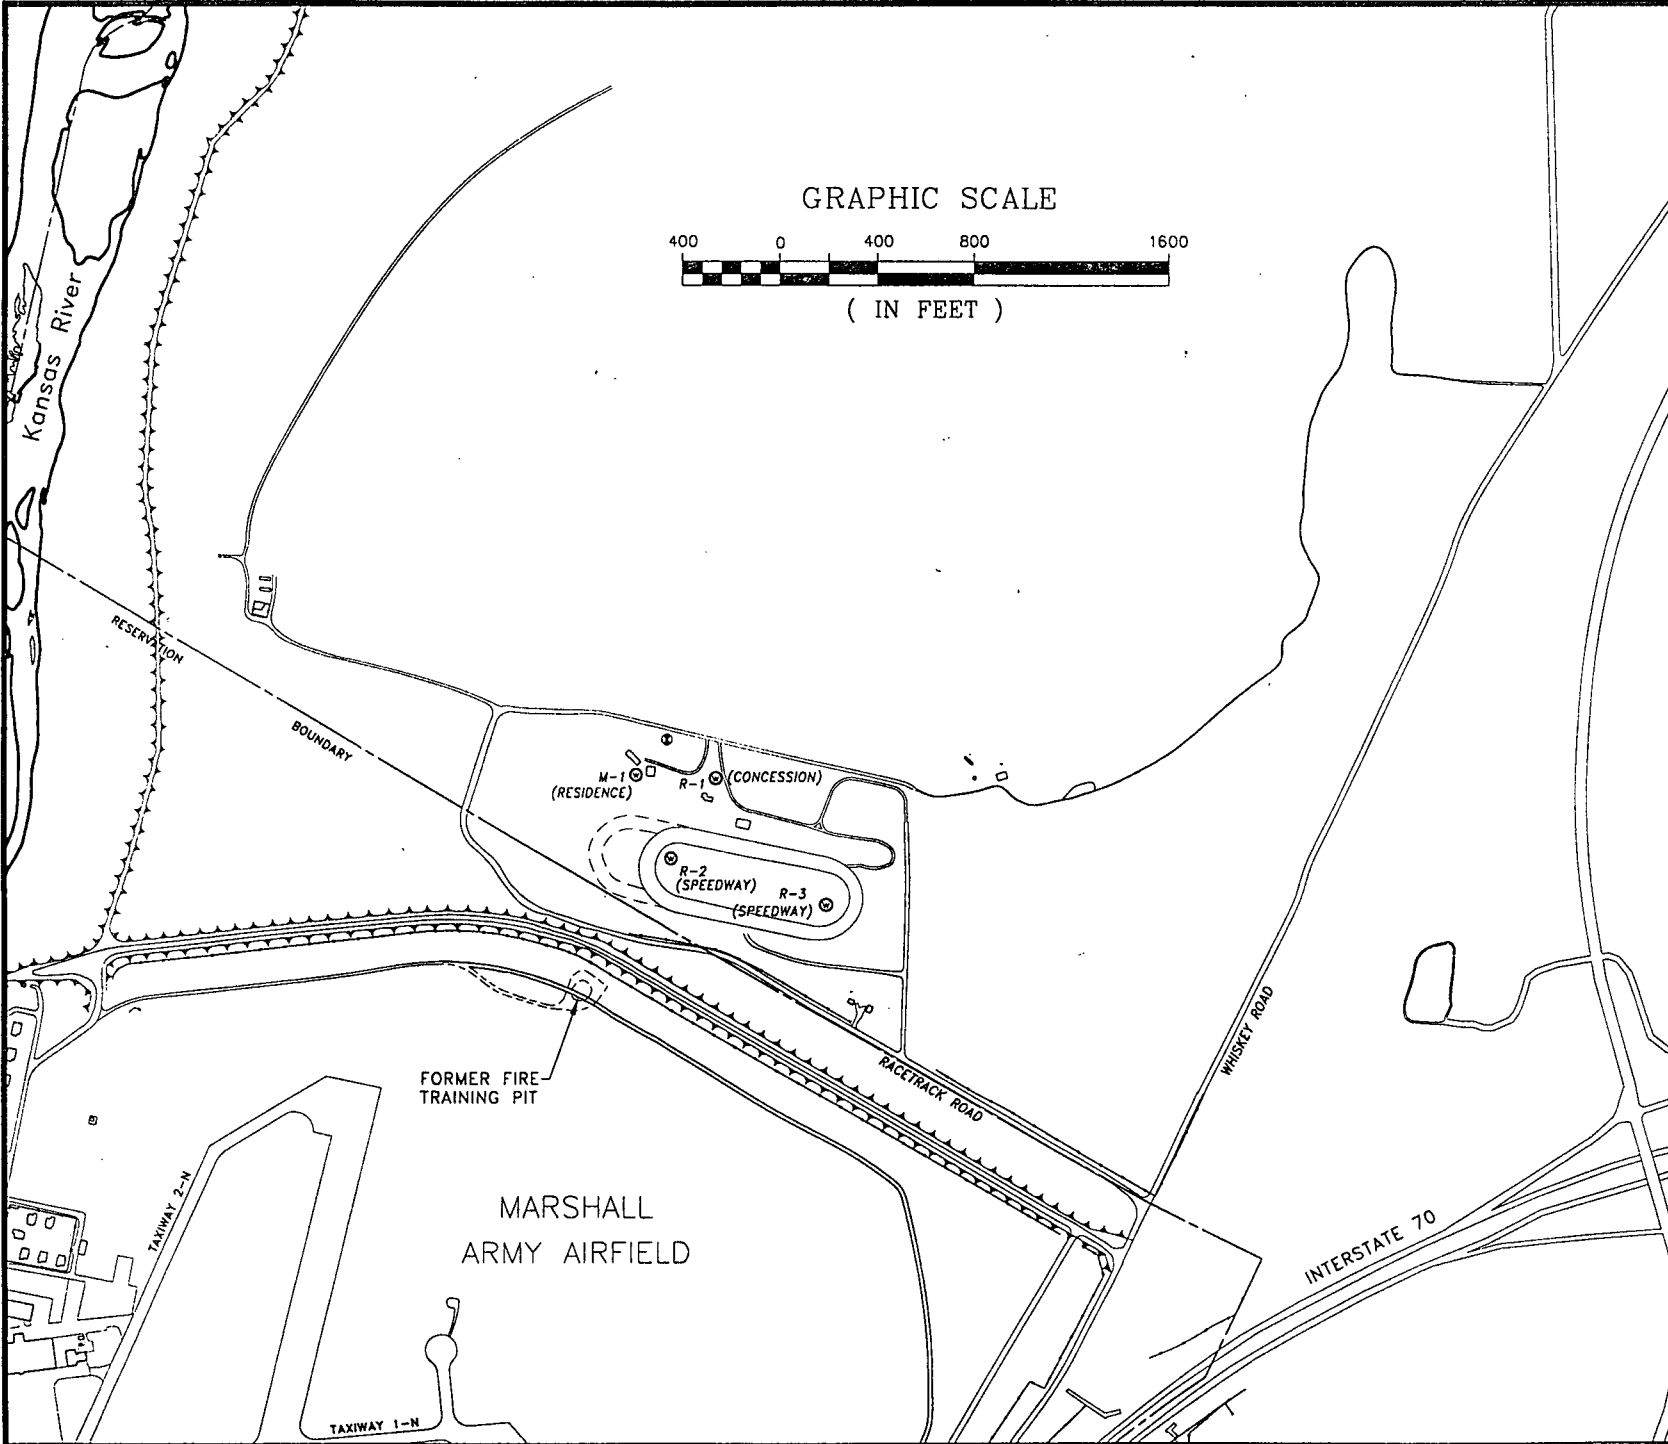 GRAPHIC SCALE
400 0 400 800 1600
( IN FEET )
Kansas River
RESERVATION
BOUNDARY
M-1
(RESIDENCE)
R-1
(CONCESSION)
R-2
(SPEEDWAY)
R-3
(SPEEDWAY)
FORMER FIRE
TRAINING PIT
RACETRACK ROAD
WHISKEY ROAD
TAXIWAY 2-N
MARSHALL
ARMY AIRFIELD
INTERSTATE 70
TAXIWAY 1-N